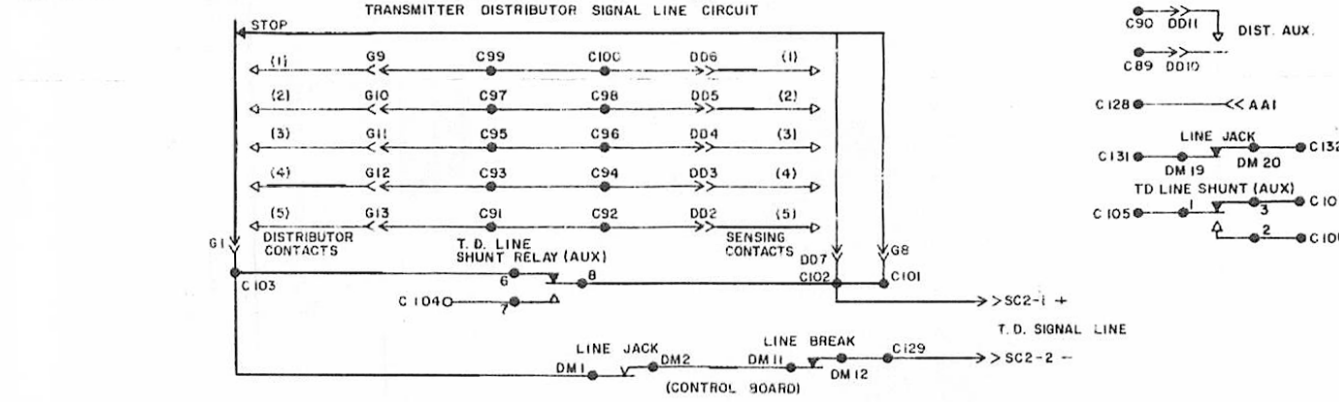 TRANSMITTER DISTRIBUTOR SIGNAL LINE CIRCUIT
STOP
(1) G9 C99 C100 DD6 (1)
(2) G10 C97 C98 DD5 (2)
(3) G11 C95 C96 DD4 (3)
(4) G12 C93 C94 DD3 (4)
(5) G13 C91 C92 DD2 (5)
G1 DISTRIBUTOR CONTACTS
T. D. LINE
SHUNT RELAY (AUX)
SENSING
CONTACTS
DD7 G8
C103 6 8 C102 C101
C104 7
SC2-1 +
T. D. SIGNAL LINE
LINE JACK LINE BREAK
DM1 DM2 DM11 DM12 C129 SC2-2 -
(CONTROL BOARD)
C90 DD11
DIST. AUX.
C89 DD10
C128 AA1
LINE JACK
C131 DM19 DM20 C132
TD LINE SHUNT (AUX)
C105 1 3
2